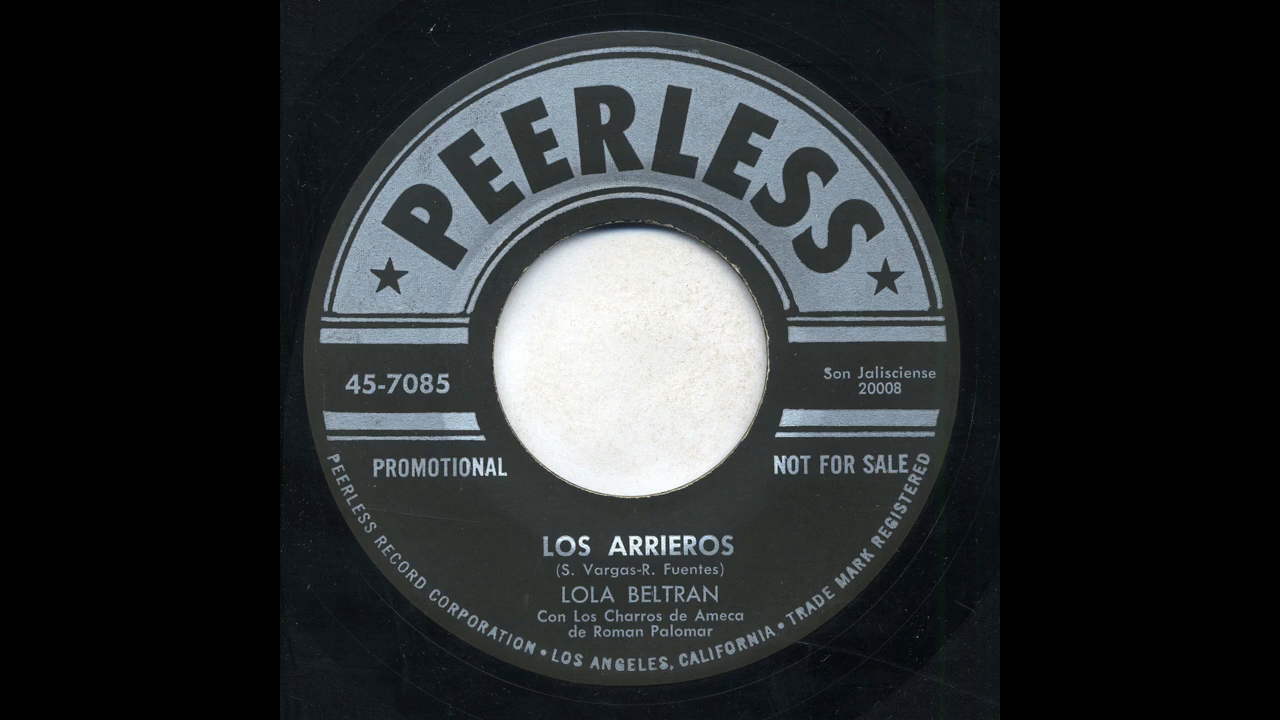 PEERLESS
45-7085
Son Jalisciense
20008
PROMOTIONAL
NOT FOR SALE
LOS ARRIEROS
(S. Vargas-R. Fuentes)
LOLA BELTRAN
Con Los Charros de Ameca
de Roman Palomar
PEERLESS RECORD CORPORATION • LOS ANGELES, CALIFORNIA • TRADE MARK REGISTERED